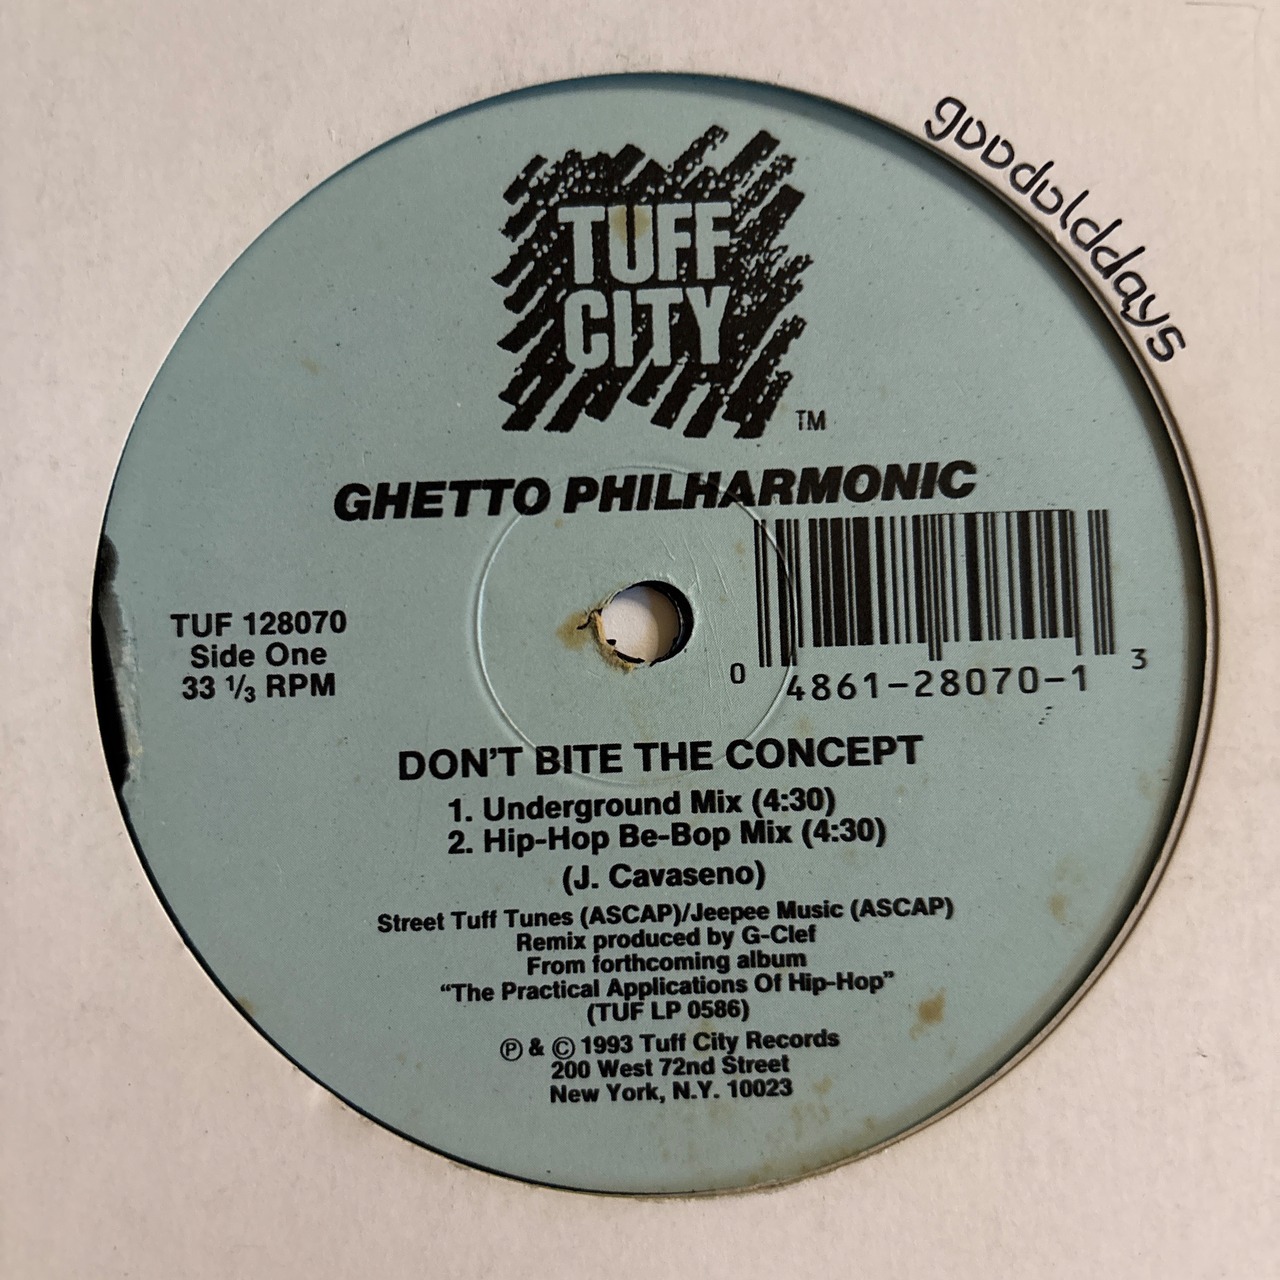 goodolddays
TUFF
CITY
TM
GHETTO PHILHARMONIC
TUF 128070
Side One
33 ⅓ RPM
0 4861-28070-1 3
DON'T BITE THE CONCEPT
1. Underground Mix (4:30)
2. Hip-Hop Be-Bop Mix (4:30)
(J. Cavaseno)
Street Tuff Tunes (ASCAP)/Jeepee Music (ASCAP)
Remix produced by G-Clef
From forthcoming album
“The Practical Applications Of Hip-Hop”
(TUF LP 0586)
Ⓟ & © 1993 Tuff City Records
200 West 72nd Street
New York, N.Y. 10023